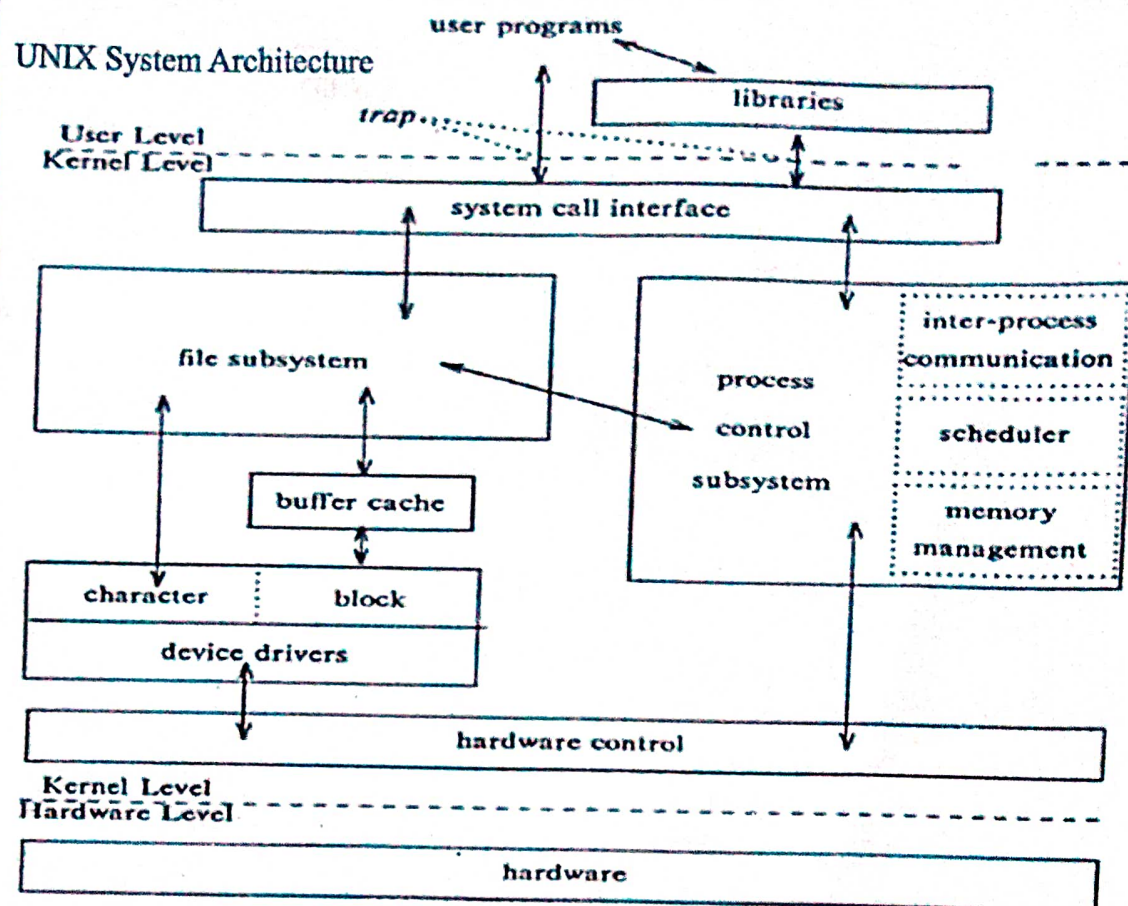 user programs
UNIX System Architecture
libraries
trap
User Level
Kernel Level
system call interface
file subsystem
inter-process
communication
process
control
subsystem
scheduler
memory
management
buffer cache
character
block
device drivers
hardware control
Kernel Level
Hardware Level
hardware